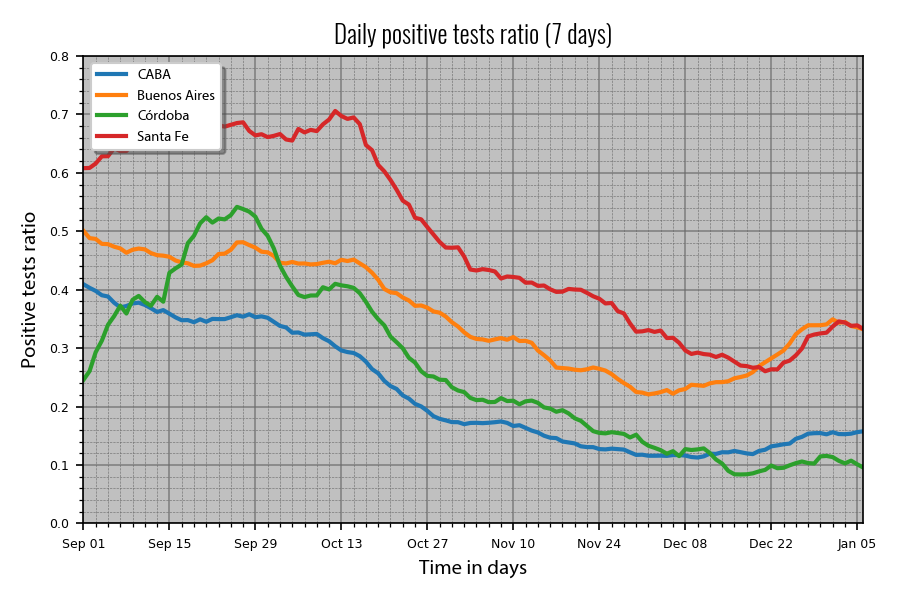 Daily positive tests ratio (7 days)
CABA
Buenos Aires
Córdoba
Santa Fe
Positive tests ratio
0.8
0.7
0.6
0.5
0.4
0.3
0.2
0.1
0.0
Sep 01 Sep 15 Sep 29 Oct 13 Oct 27 Nov 10 Nov 24 Dec 08 Dec 22 Jan 05
Time in days